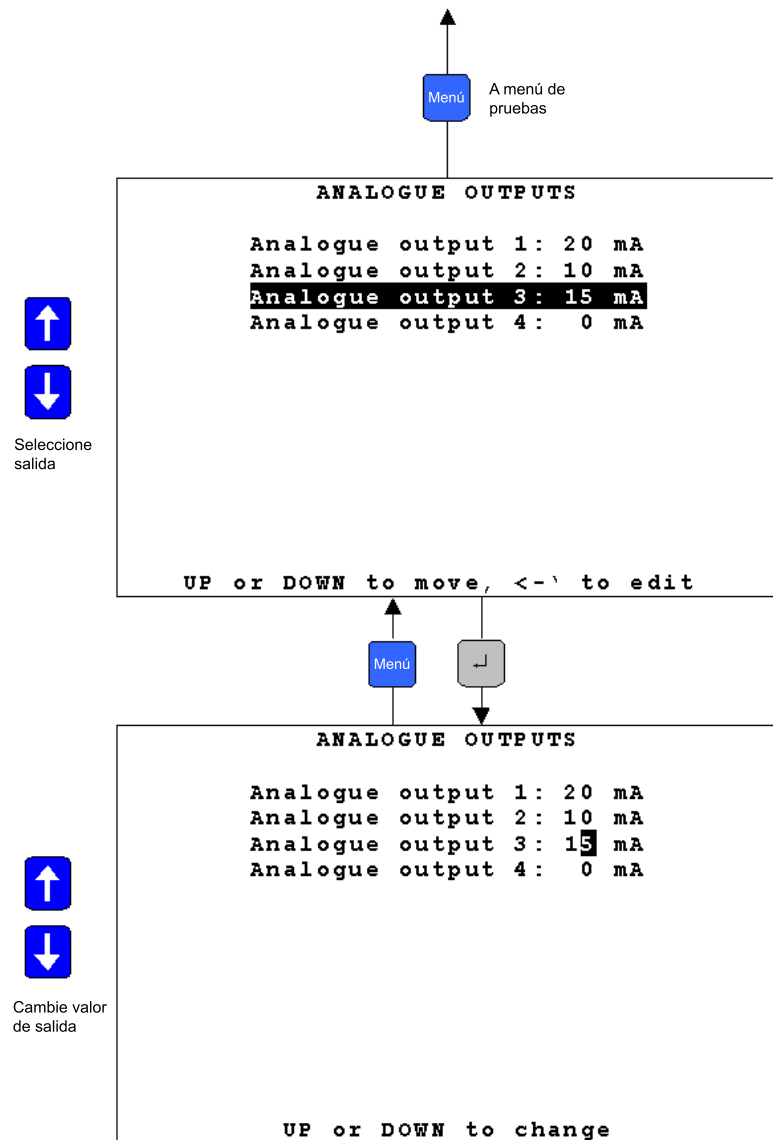 Menú
A menú de
pruebas
ANALOGUE OUTPUTS
Analogue output 1: 20 mA
Analogue output 2: 10 mA
Analogue output 3: 15 mA
Analogue output 4: 0 mA
Seleccione
salida
UP or DOWN to move, <-` to edit
Menú
ANALOGUE OUTPUTS
Analogue output 1: 20 mA
Analogue output 2: 10 mA
Analogue output 3: 15 mA
Analogue output 4: 0 mA
Cambie valor
de salida
UP or DOWN to change